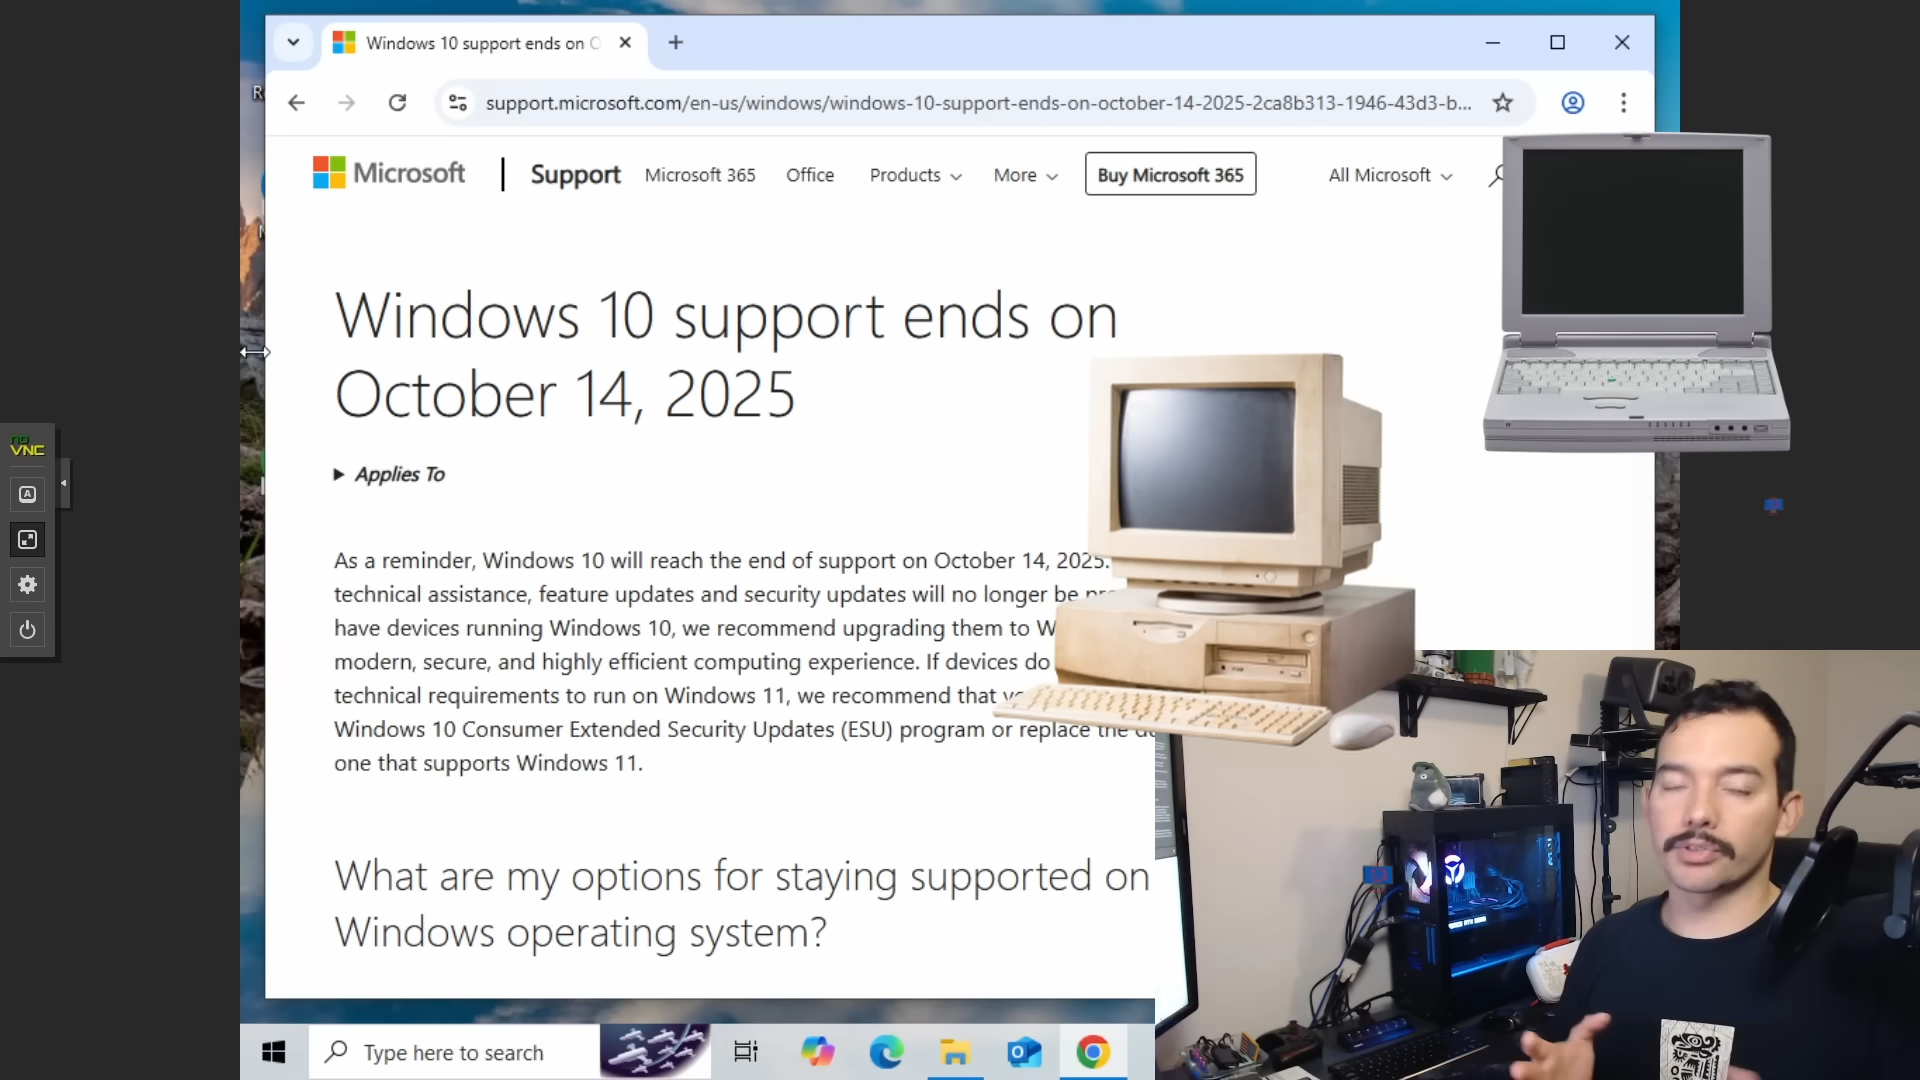 Windows 10 support ends on
support.microsoft.com/en-us/windows/windows-10-support-ends-on-october-14-2025-2ca8b313-1946-43d3-b...
Microsoft | Support Microsoft 365 Office Products More Buy Microsoft 365 All Microsoft
Windows 10 support ends on
October 14, 2025
no
VNC
Applies To
As a reminder, Windows 10 will reach the end of support on October 14, 2025.
technical assistance, feature updates and security updates will no longer be
have devices running Windows 10, we recommend upgrading them to W
modern, secure, and highly efficient computing experience. If devices do
technical requirements to run on Windows 11, we recommend that
Windows 10 Consumer Extended Security Updates (ESU) program or replace the
one that supports Windows 11.
What are my options for staying supported on
Windows operating system?
Type here to search